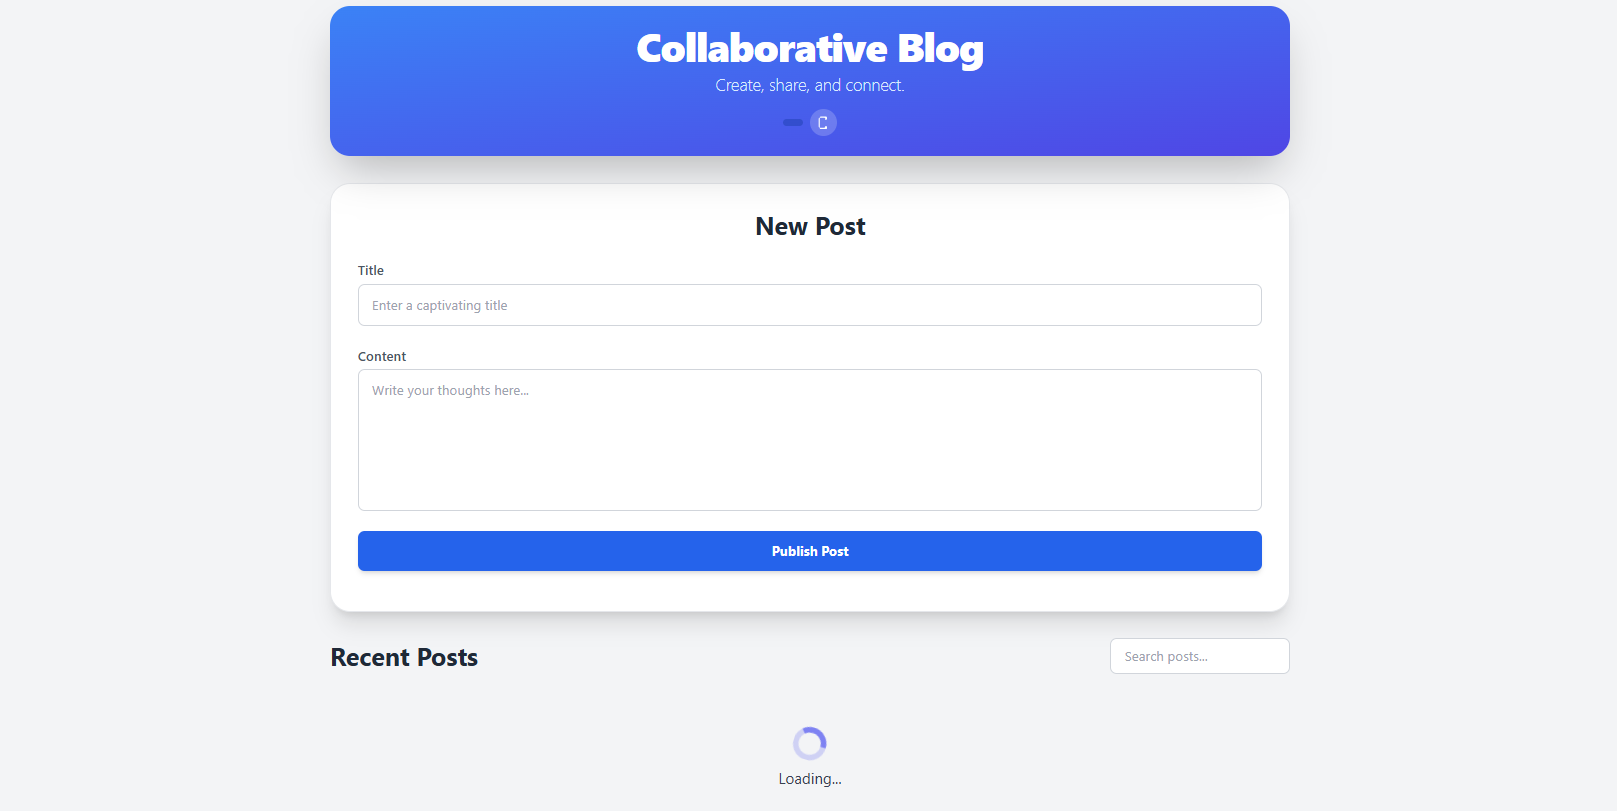 Collaborative Blog
Create, share, and connect.
New Post
Title
Enter a captivating title
Content
Write your thoughts here...
Publish Post
Recent Posts
Search posts...
Loading...